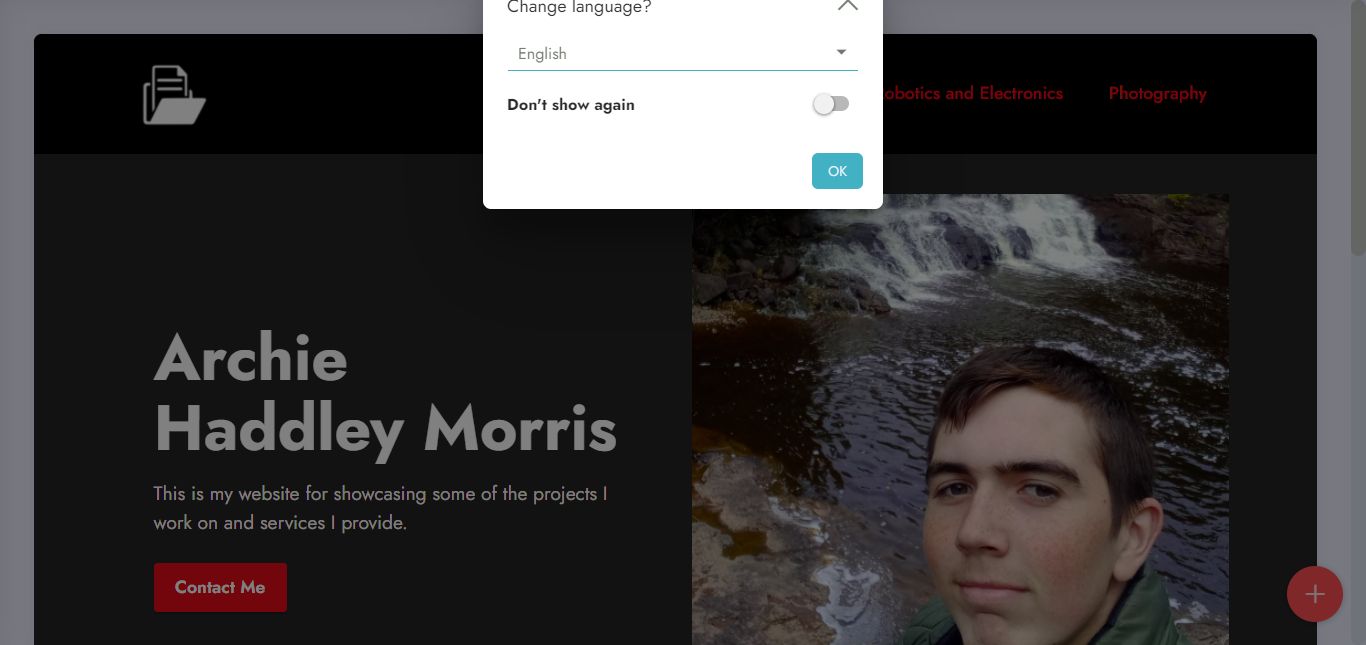 Change language?
English
Don't show again
OK
obotics and Electronics
Photography
Archie
Haddley Morris
This is my website for showcasing some of the projects I
work on and services I provide.
Contact Me